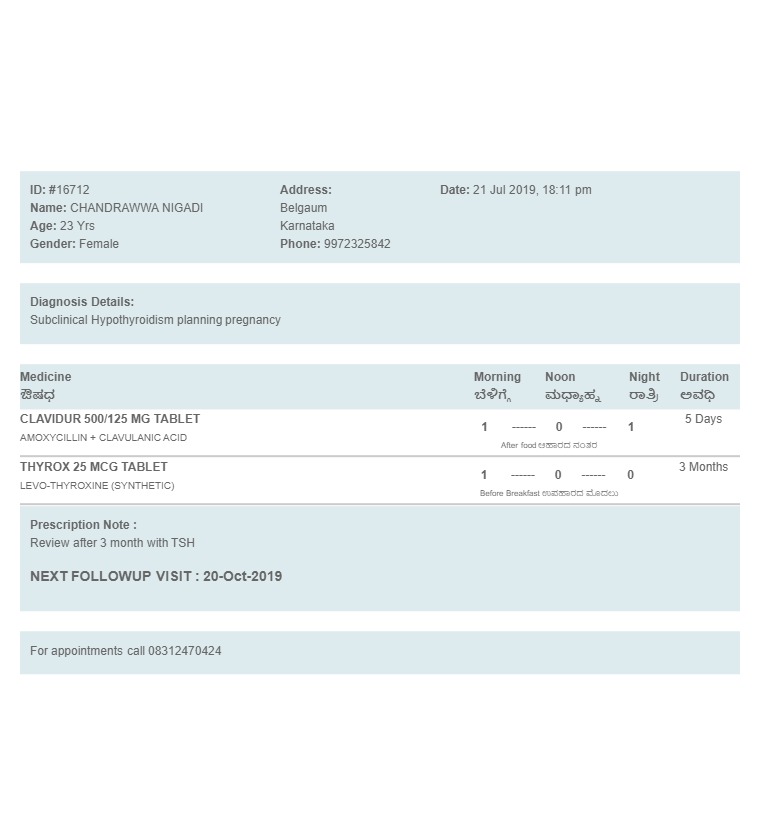 ID: #16712
Name: CHANDRAWWA NIGADI
Age: 23 Yrs
Gender: Female
Address:
Belgaum
Karnataka
Phone: 9972325842
Date: 21 Jul 2019, 18:11 pm
Diagnosis Details:
Subclinical Hypothyroidism planning pregnancy
Medicine Morning Noon Night Duration
ಔಷಧ ಬೆಳಿಗ್ಗೆ ಮಧ್ಯಾಹ್ನ ರಾತ್ರಿ ಅವಧಿ
CLAVIDUR 500/125 MG TABLET 5 Days
AMOXYCILLIN + CLAVULANIC ACID 1 ------ 0 ------ 1
After food ಆಹಾರದ ನಂತರ
THYROX 25 MCG TABLET 3 Months
LEVO-THYROXINE (SYNTHETIC) 1 ------ 0 ------ 0
Before Breakfast ಉಪಹಾರದ ಮೊದಲು
Prescription Note :
Review after 3 month with TSH
NEXT FOLLOWUP VISIT : 20-Oct-2019
For appointments call 08312470424